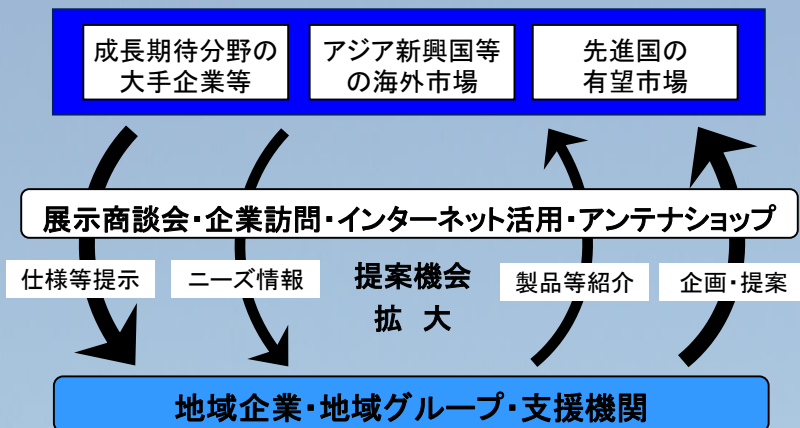 成長期待分野の
大手企業等
アジア新興国等
の海外市場
先進国の
有望市場
展示商談会・企業訪問・インターネット活用・アンテナショップ
仕様等提示
ニーズ情報
提案機会
拡 大
製品等紹介
企画・提案
地域企業・地域グループ・支援機関